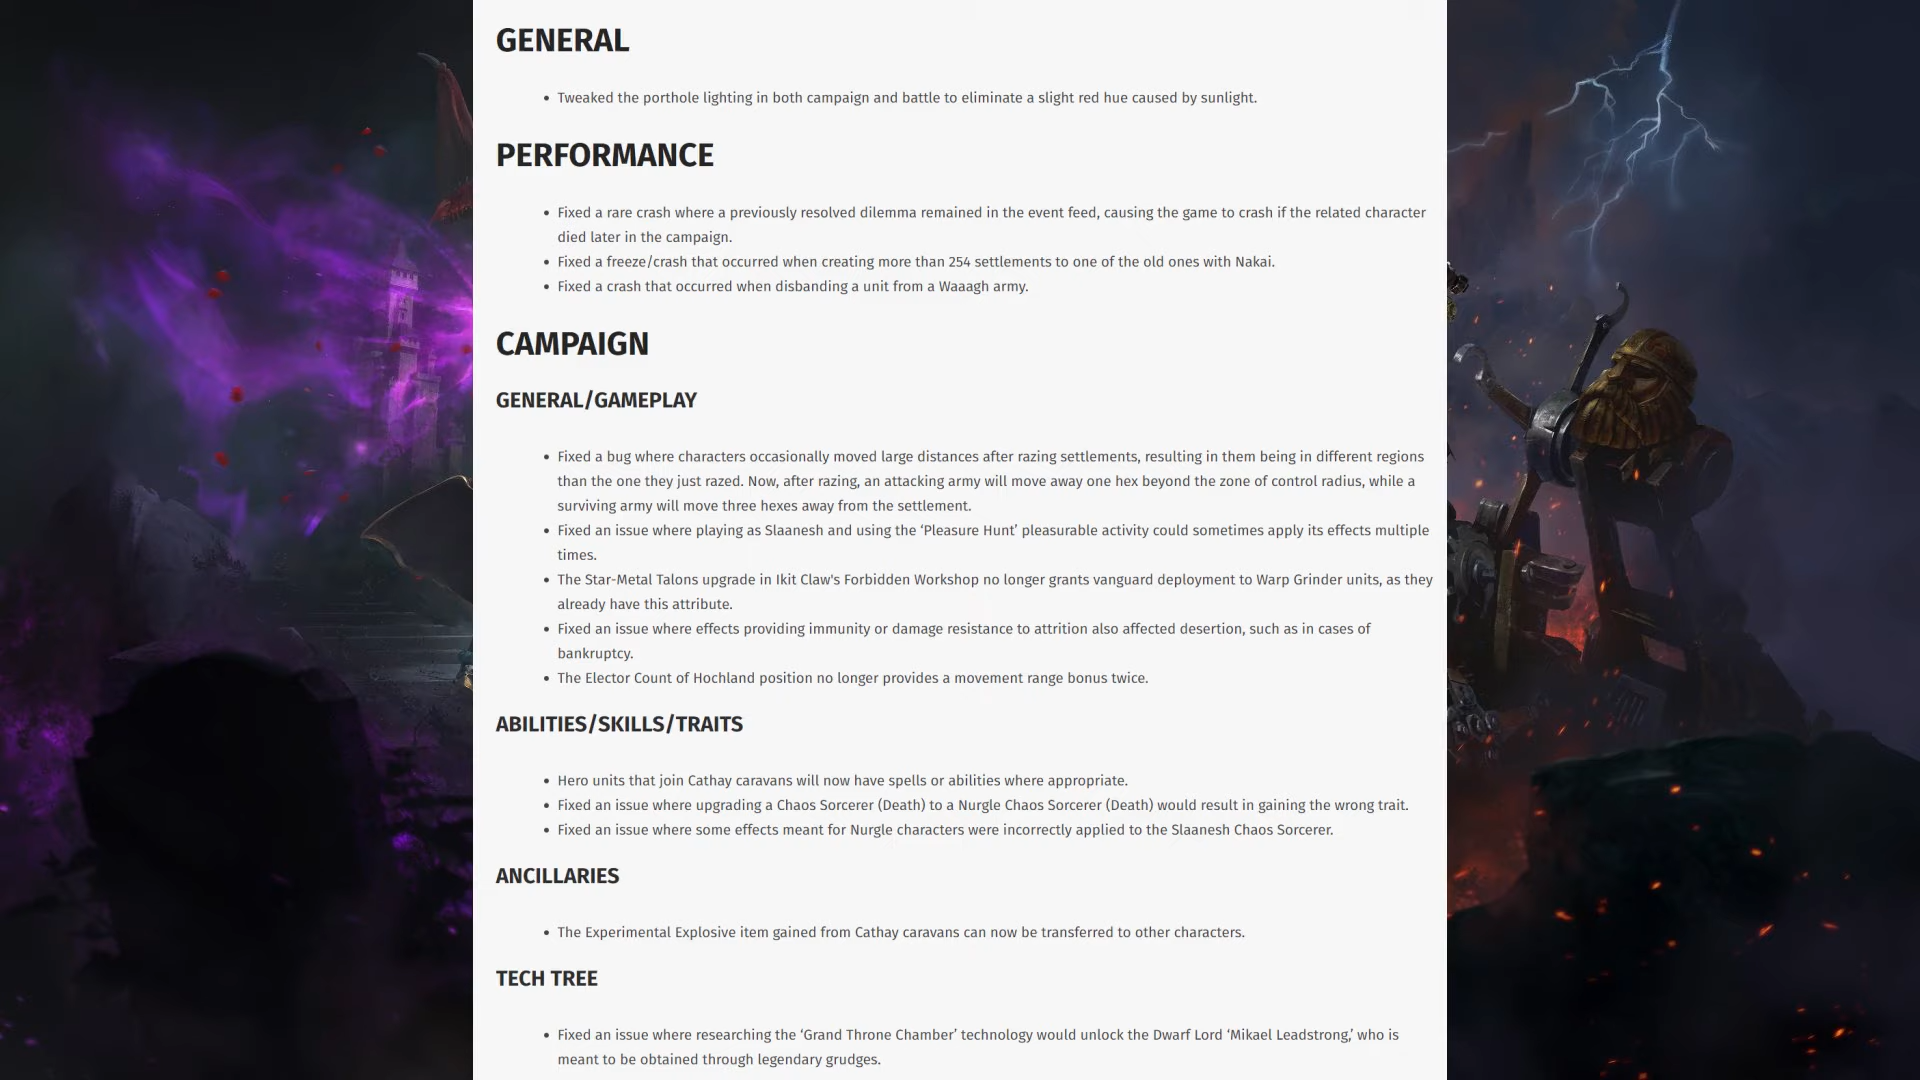 GENERAL
• Tweaked the porthole lighting in both campaign and battle to eliminate a slight red hue caused by sunlight.
PERFORMANCE
• Fixed a rare crash where a previously resolved dilemma remained in the event feed, causing the game to crash if the related character
died later in the campaign.
• Fixed a freeze/crash that occurred when creating more than 254 settlements to one of the old ones with Nakai.
• Fixed a crash that occurred when disbanding a unit from a Waaagh army.
CAMPAIGN
GENERAL/GAMEPLAY
• Fixed a bug where characters occasionally moved large distances after razing settlements, resulting in them being in different regions
than the one they just razed. Now, after razing, an attacking army will move away one hex beyond the zone of control radius, while a
surviving army will move three hexes away from the settlement.
• Fixed an issue where playing as Slaanesh and using the ‘Pleasure Hunt’ pleasurable activity could sometimes apply its effects multiple
times.
• The Star-Metal Talons upgrade in Ikit Claw's Forbidden Workshop no longer grants vanguard deployment to Warp Grinder units, as they
already have this attribute.
• Fixed an issue where effects providing immunity or damage resistance to attrition also affected desertion, such as in cases of
bankruptcy.
• The Elector Count of Hochland position no longer provides a movement range bonus twice.
ABILITIES/SKILLS/TRAITS
• Hero units that join Cathay caravans will now have spells or abilities where appropriate.
• Fixed an issue where upgrading a Chaos Sorcerer (Death) to a Nurgle Chaos Sorcerer (Death) would result in gaining the wrong trait.
• Fixed an issue where some effects meant for Nurgle characters were incorrectly applied to the Slaanesh Chaos Sorcerer.
ANCILLARIES
• The Experimental Explosive item gained from Cathay caravans can now be transferred to other characters.
TECH TREE
• Fixed an issue where researching the ‘Grand Throne Chamber’ technology would unlock the Dwarf Lord ‘Mikael Leadstrong,’ who is
meant to be obtained through legendary grudges.